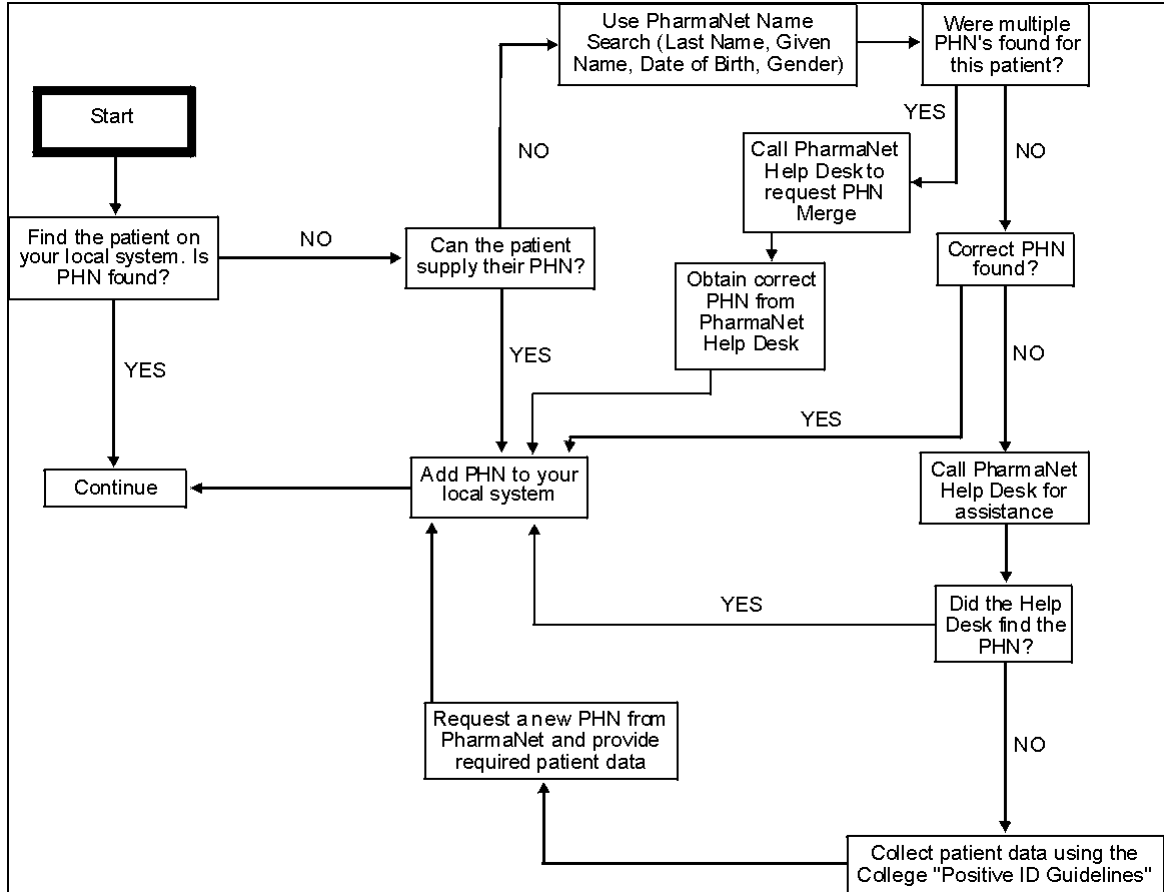 Use PharmaNet Name
Search (Last Name, Given
Name, Date of Birth, Gender)
Were multiple
PHN's found for
this patient?
Start
YES
NO
NO
Call PharmaNet
Help Desk to
request PHN
Merge
Find the patient on
your local system. Is
PHN found?
NO
Can the patient
supply their PHN?
Correct PHN
found?
Obtain correct
PHN from
PharmaNet
Help Desk
YES
YES
NO
YES
Continue
Add PHN to your
local system
Call PharmaNet
Help Desk for
assistance
YES
Did the Help
Desk find the
PHN?
Request a new PHN from
PharmaNet and provide
required patient data
NO
Collect patient data using the
College "Positive ID Guidelines"